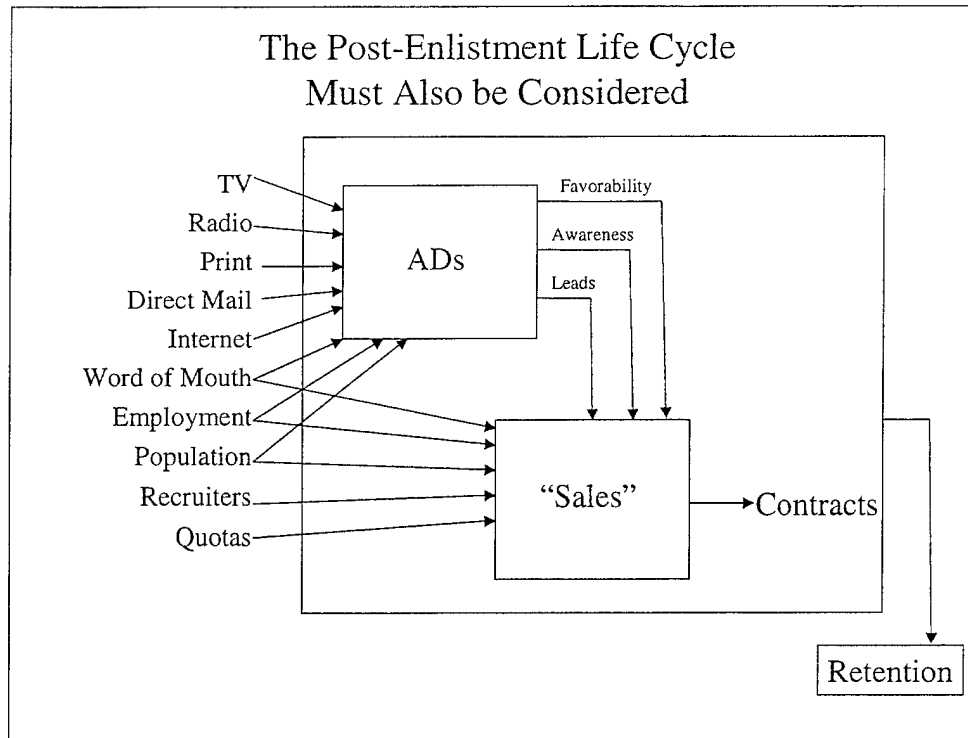 The Post-Enlistment Life Cycle
Must Also be Considered
TV
Radio
Print
Direct Mail
Internet
Word of Mouth
Employment
Population
Recruiters
Quotas
ADs
Favorability
Awareness
Leads
“Sales”
Contracts
Retention